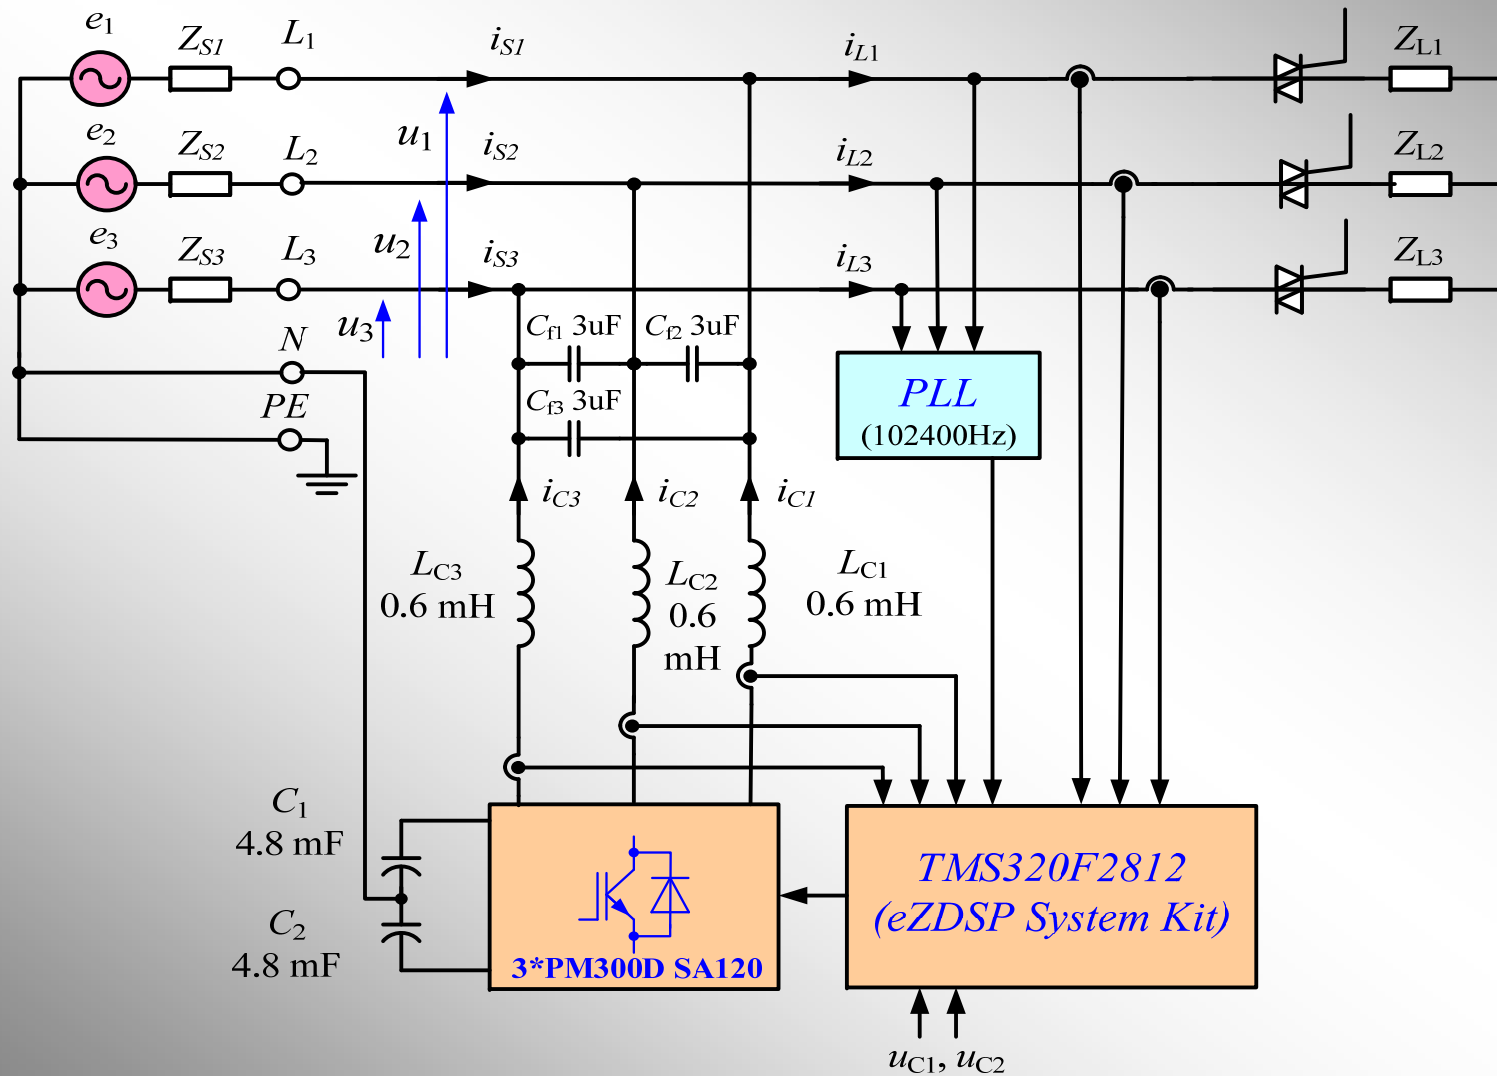 e1 ZS1 L1 iS1 iL1 ZL1
u1
e2 ZS2 L2 iS2 iL2 ZL2
u2
e3 ZS3 L3 iS3 iL3 ZL3
u3
N
PE
Cf1 3uF Cf2 3uF
Cf3 3uF
PLL
(102400Hz)
iC3 iC2 iC1
LC3
0.6 mH
LC2
0.6
mH
LC1
0.6 mH
C1
4.8 mF
C2
4.8 mF
3*PM300D SA120
TMS320F2812
(eZDSP System Kit)
uC1, uC2